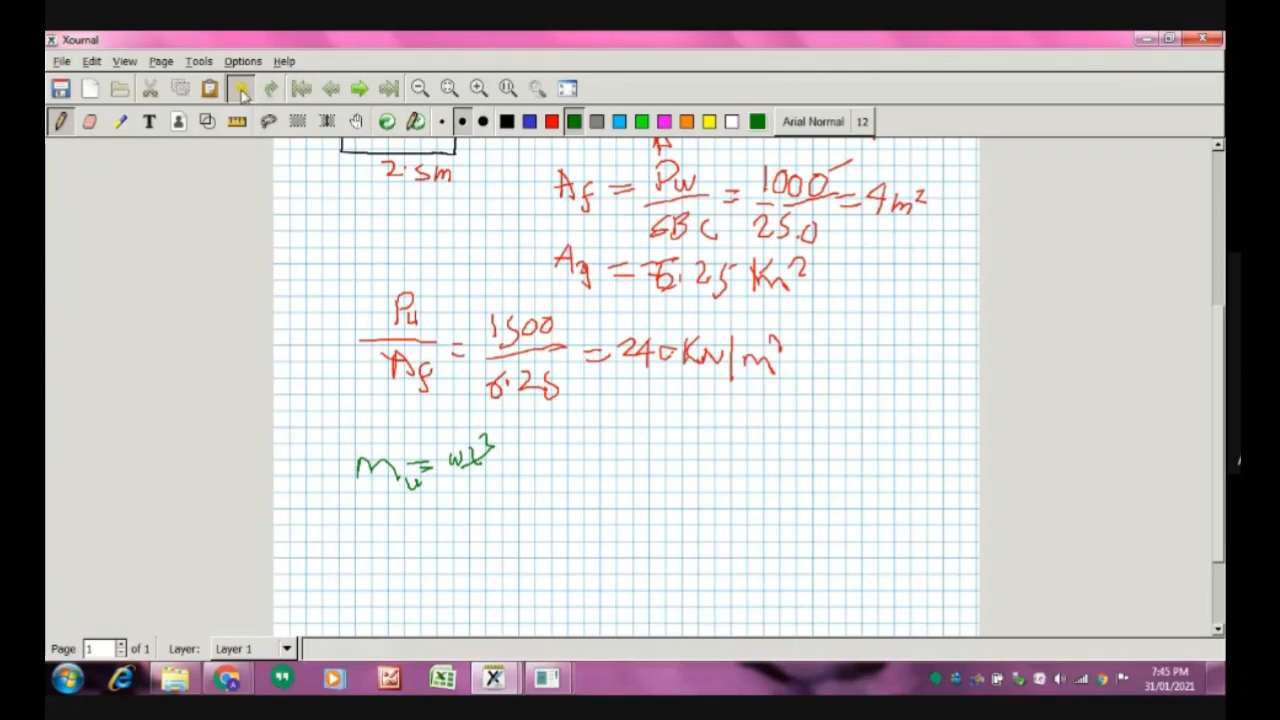 Xournal
File Edit View Page Tools Options Help
Arial Normal 12
2.5m
Af = Pw / SBC = 1000 / 250 = 4m²
Ag = 6.25 Kn²
Pu / Af = 1500 / 6.25 = 240 KN/m²
Mu = wl²
Page 1 of 1 Layer: Layer 1
7:45 PM
31/01/2021